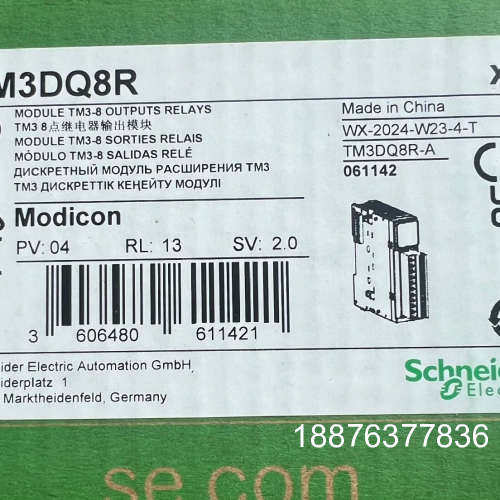 M3DQ8R
MODULE TM3-8 OUTPUTS RELAYS
TM3 8点继电器输出模块
MODULE TM3-8 SORTIES RELAIS
MÓDULO TM3-8 SALIDAS RELÉ
ДИСКРЕТНЫЙ МОДУЛЬ РАСШИРЕНИЯ TM3
TM3 ДИСКРЕТТІК КЕҢЕЙТУ МОДУЛІ
Modicon
PV: 04 RL: 13 SV: 2.0
3 606480 611421
ider Electric Automation GmbH,
iderplatz 1
Marktheidenfeld, Germany
Made in China
WX-2024-W23-4-T
TM3DQ8R-A
061142
Schneid
Elec
18876377836
se.com